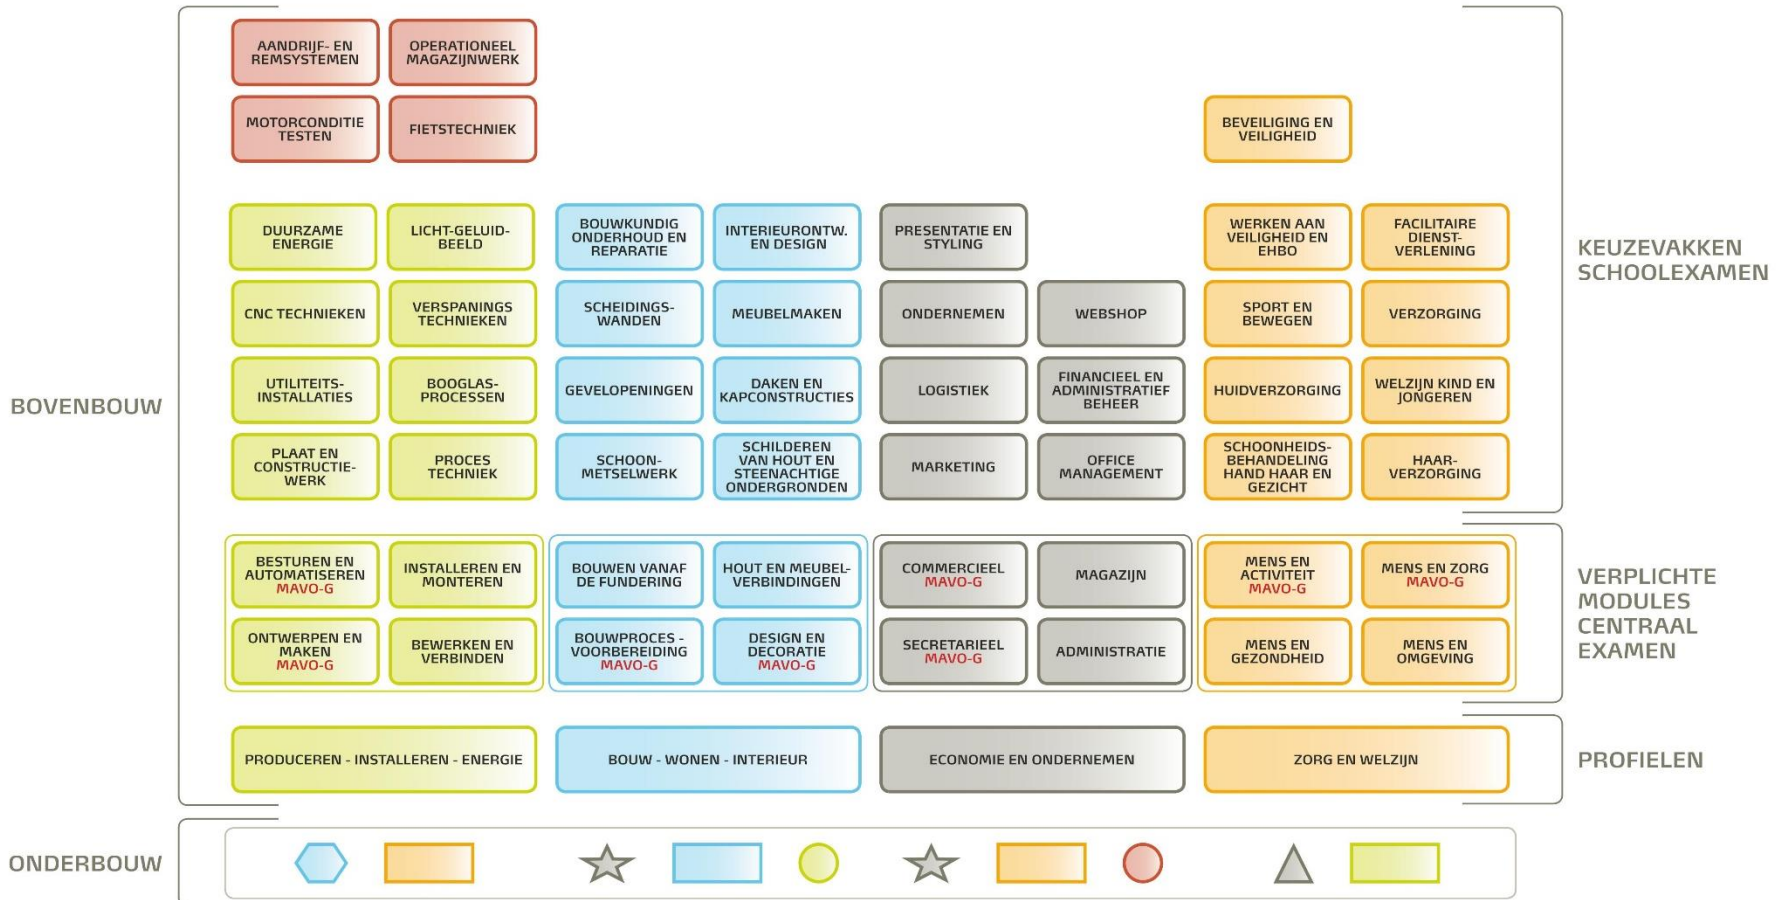 AANDRIJF- EN
REMSYSTEMEN
OPERATIONEEL
MAGAZIJNWERK
MOTORCONDITIE
TESTEN
FIETSTECHNIEK
BEVEILIGING EN
VEILIGHEID
DUURZAME
ENERGIE
LICHT-GELUID-
BEELD
BOUWKUNDIG
ONDERHOUD EN
REPARATIE
INTERIEURONTW.
EN DESIGN
PRESENTATIE EN
STYLING
WERKEN AAN
VEILIGHEID EN
EHBO
FACILITAIRE
DIENST-
VERLENING
KEUZEVAKKEN
SCHOOLEXAMEN
CNC TECHNIEKEN
VERSPANINGS
TECHNIEKEN
SCHEIDINGS-
WANDEN
MEUBELMAKEN
ONDERNEMEN
WEBSHOP
SPORT EN
BEWEGEN
VERZORGING
UTILITEITS-
INSTALLATIES
BOOGLAS-
PROCESSEN
GEVELOPENINGEN
DAKEN EN
KAPCONSTRUCTIES
LOGISTIEK
FINANCIEEL EN
ADMINISTRATIEF
BEHEER
HUIDVERZORGING
WELZIJN KIND EN
JONGEREN
BOVENBOUW
PLAAT EN
CONSTRUCTIE-
WERK
PROCES
TECHNIEK
SCHOON-
METSELWERK
SCHILDEREN
VAN HOUT EN
STEENACHTIGE
ONDERGRONDEN
MARKETING
OFFICE
MANAGEMENT
SCHOONHEIDS-
BEHANDELING
HAND HAAR EN
GEZICHT
HAAR-
VERZORGING
BESTUREN EN
AUTOMATISEREN
MAVO-G
INSTALLEREN EN
MONTEREN
BOUWEN VANAF
DE FUNDERING
HOUT EN MEUBEL-
VERBINDINGEN
COMMERCIEEL
MAVO-G
MAGAZIJN
MENS EN
ACTIVITEIT
MAVO-G
MENS EN ZORG
MAVO-G
VERPLICHTE
MODULES
CENTRAAL
EXAMEN
ONTWERPEN EN
MAKEN
MAVO-G
BEWERKEN EN
VERBINDEN
BOUWPROCES -
VOORBEREIDING
MAVO-G
DESIGN EN
DECORATIE
MAVO-G
SECRETARIEEL
MAVO-G
ADMINISTRATIE
MENS EN
GEZONDHEID
MENS EN
OMGEVING
PRODUCEREN - INSTALLEREN - ENERGIE
BOUW - WONEN - INTERIEUR
ECONOMIE EN ONDERNEMEN
ZORG EN WELZIJN
PROFIELEN
ONDERBOUW